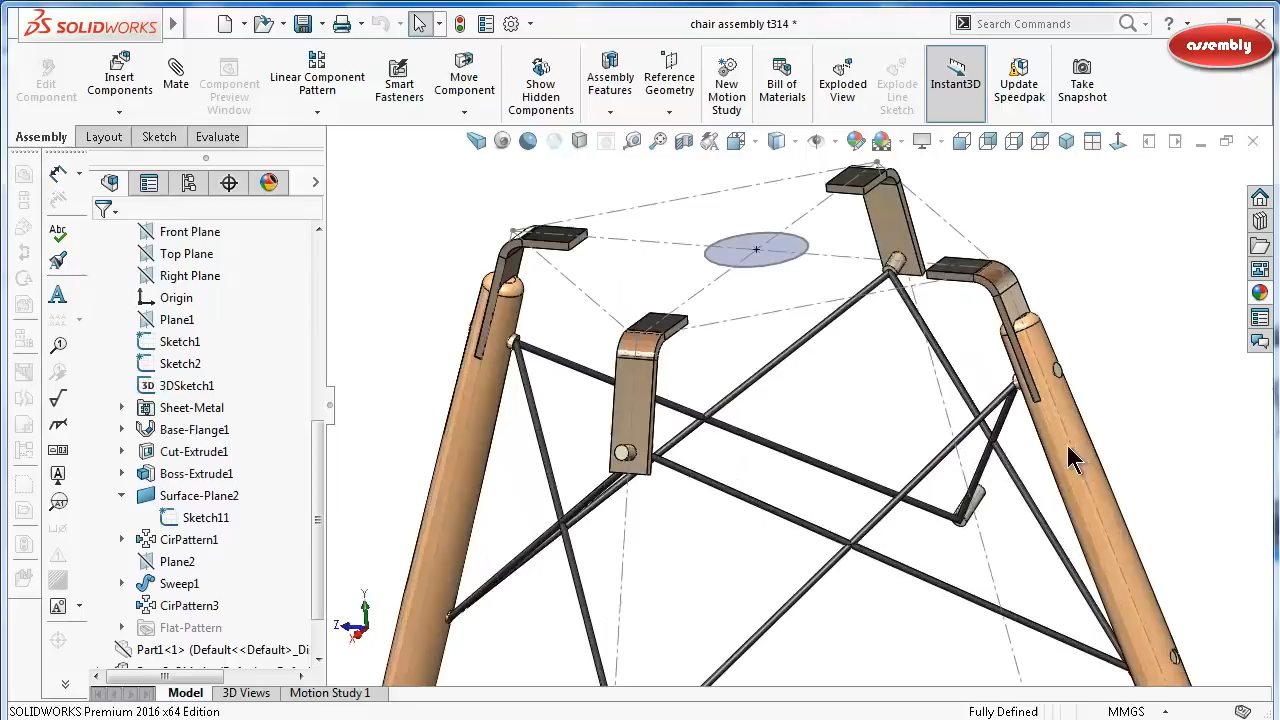 SOLIDWORKS
chair assembly t314 *
Search Commands
?
assembly
Edit
Component
Insert
Components
Mate
Component
Preview
Window
Linear Component
Pattern
Smart
Fasteners
Move
Component
Show
Hidden
Components
Assembly
Features
Reference
Geometry
New
Motion
Study
Bill of
Materials
Exploded
View
Explode
Line
Sketch
Instant3D
Update
Speedpak
Take
Snapshot
Assembly
Layout
Sketch
Evaluate
Abc
A
Front Plane
Top Plane
Right Plane
Origin
Plane1
Sketch1
Sketch2
3D 3DSketch1
Sheet-Metal
Base-Flange1
Cut-Extrude1
Boss-Extrude1
Surface-Plane2
Sketch11
CirPattern1
Plane2
Sweep1
CirPattern3
Flat-Pattern
Part1<1> (Default<<Default>_Di
Y
Z
X
Model
3D Views
Motion Study 1
SOLIDWORKS Premium 2016 x64 Edition
Fully Defined
MMGS